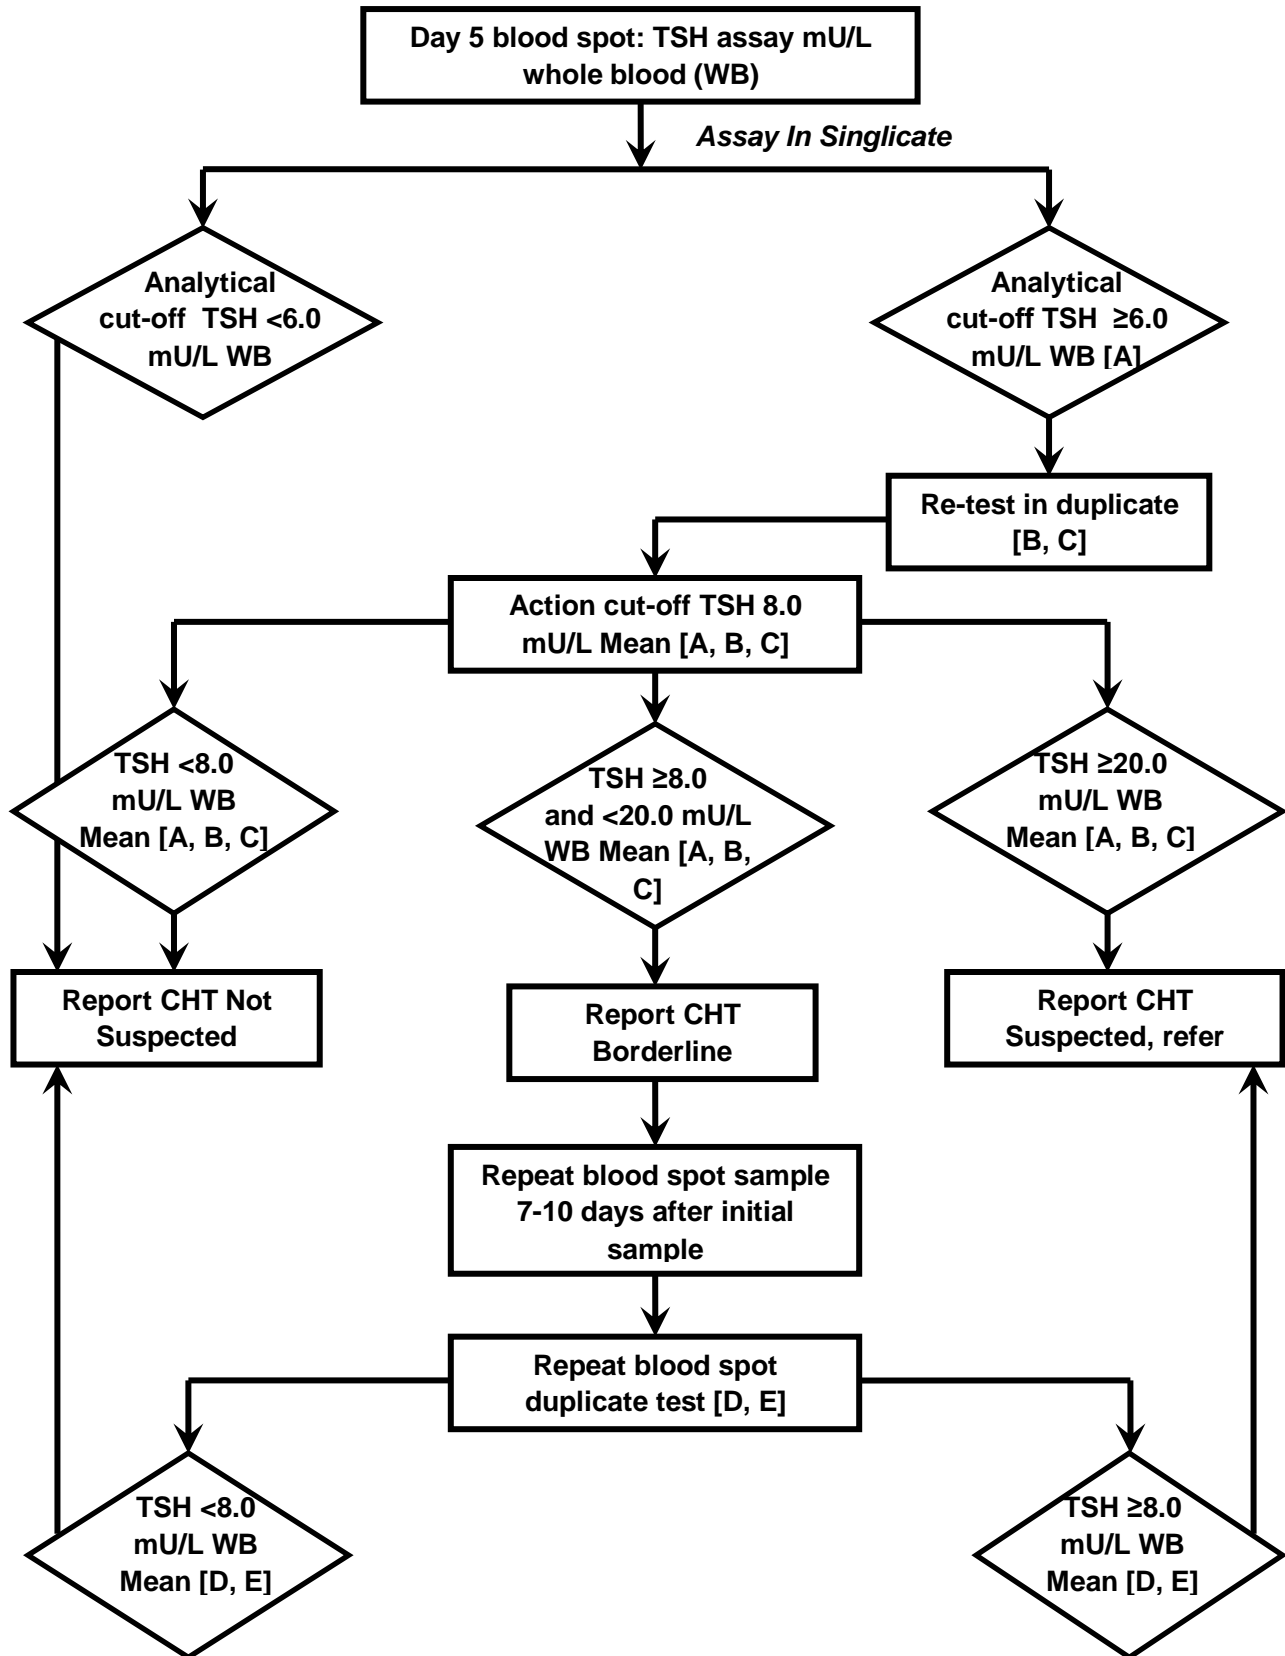 Day 5 blood spot: TSH assay mU/L
whole blood (WB)
Assay In Singlicate
Analytical
cut-off TSH <6.0
mU/L WB
Analytical
cut-off TSH ≥6.0
mU/L WB [A]
Re-test in duplicate
[B, C]
Action cut-off TSH 8.0
mU/L Mean [A, B, C]
TSH <8.0
mU/L WB
Mean [A, B, C]
TSH ≥8.0
and <20.0 mU/L
WB Mean [A, B,
C]
TSH ≥20.0
mU/L WB
Mean [A, B, C]
Report CHT Not
Suspected
Report CHT
Borderline
Report CHT
Suspected, refer
Repeat blood spot sample
7-10 days after initial
sample
Repeat blood spot
duplicate test [D, E]
TSH <8.0
mU/L WB
Mean [D, E]
TSH ≥8.0
mU/L WB
Mean [D, E]